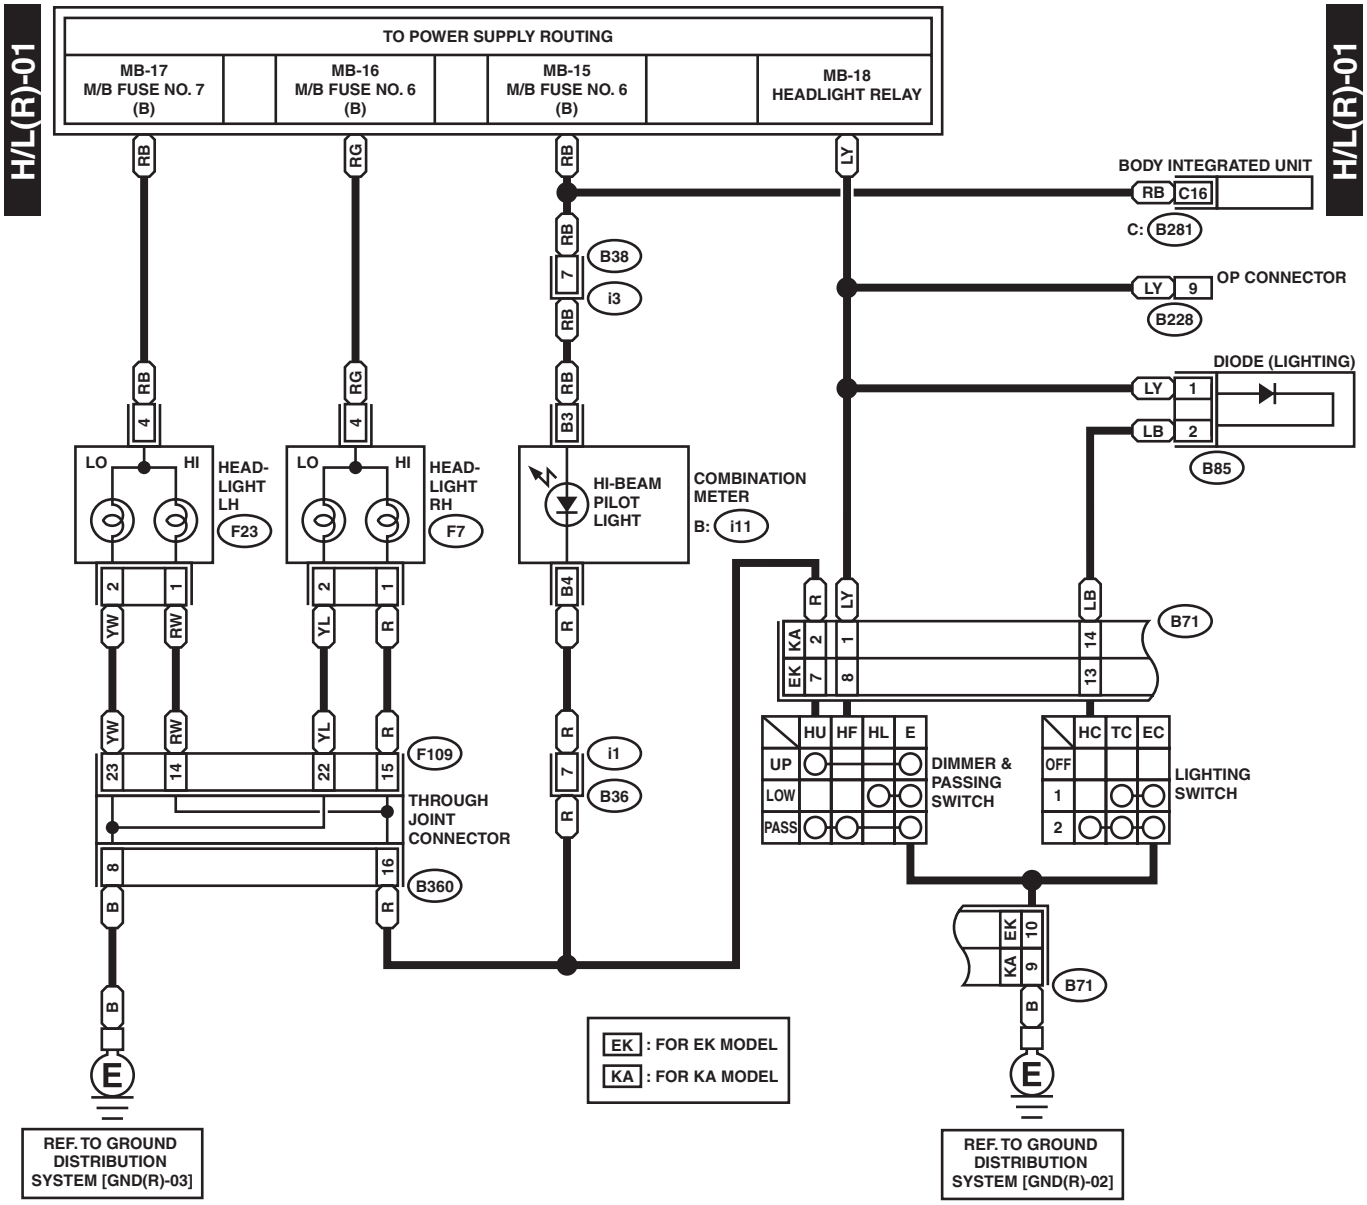 H/L(R)-01
H/L(R)-01
TO POWER SUPPLY ROUTING
MB-17
M/B FUSE NO. 7
(B)
MB-16
M/B FUSE NO. 6
(B)
MB-15
M/B FUSE NO. 6
(B)
MB-18
HEADLIGHT RELAY
RB
RG
RB
LY
BODY INTEGRATED UNIT
RB
C16
C: B281
RB
B38
7
i3
RB
LY
9
OP CONNECTOR
B228
DIODE (LIGHTING)
RB
RG
RB
LY
1
LB
2
B85
4
4
B3
LO
HI
HEAD-
LIGHT
LH
F23
LO
HI
HEAD-
LIGHT
RH
F7
HI-BEAM
PILOT
LIGHT
COMBINATION
METER
B: i11
2
1
2
1
B4
R
LY
LB
YW
RW
YL
R
R
KA
2
1
14
B71
EK
7
8
13
YW
RW
YL
R
R
HU
HF
HL
E
HC
TC
EC
23
14
22
15
F109
7
i1
B36
UP
LOW
PASS
DIMMER &
PASSING
SWITCH
OFF
1
2
LIGHTING
SWITCH
THROUGH
JOINT
CONNECTOR
R
8
16
B360
B
R
EK
10
KA
9
B71
B
B
E
E
EK : FOR EK MODEL
KA : FOR KA MODEL
REF. TO GROUND
DISTRIBUTION
SYSTEM [GND(R)-03]
REF. TO GROUND
DISTRIBUTION
SYSTEM [GND(R)-02]